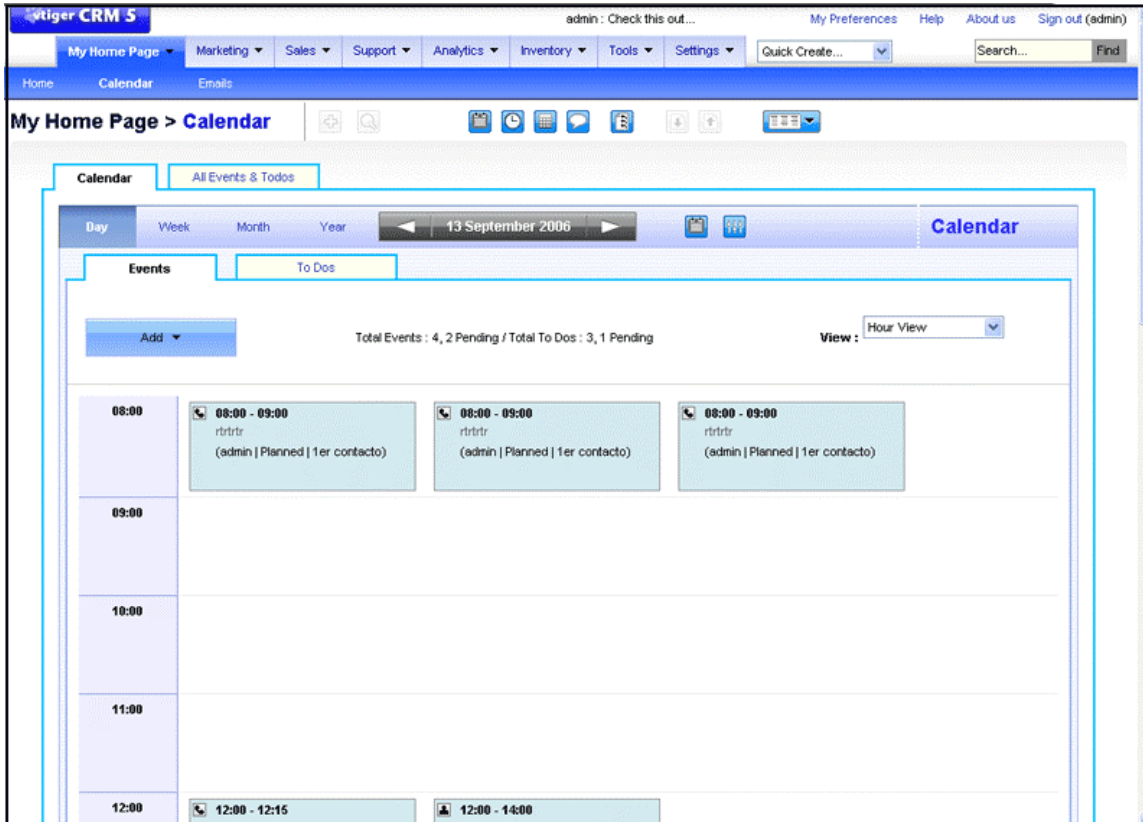 vtiger CRM 5
admin : Check this out...
My Preferences Help About us Sign out (admin)
My Home Page Marketing Sales Support Analytics Inventory Tools Settings Quick Create... Search... Find
Home Calendar Emails
My Home Page > Calendar
Calendar All Events & Todos
Day Week Month Year 13 September 2006 Calendar
Events To Dos
Add Total Events : 4, 2 Pending / Total To Dos : 3, 1 Pending View : Hour View
08:00 08:00 - 09:00 08:00 - 09:00 08:00 - 09:00
rtrtrtr rtrtrtr rtrtrtr
(admin | Planned | 1er contacto) (admin | Planned | 1er contacto) (admin | Planned | 1er contacto)
09:00
10:00
11:00
12:00 12:00 - 12:15 12:00 - 14:00